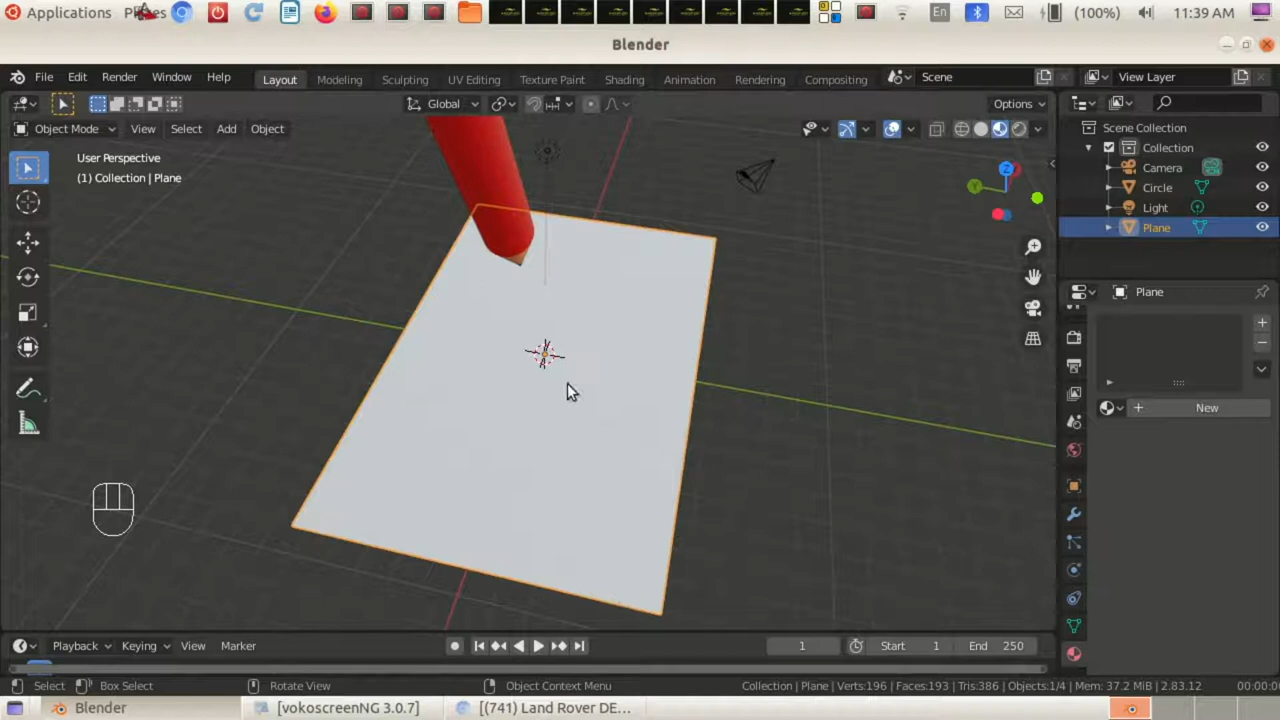 Applications Places En (100%) 11:39 AM
Blender
File Edit Render Window Help Layout Modeling Sculpting UV Editing Texture Paint Shading Animation Rendering Compositing Scene View Layer
Global Options
Object Mode View Select Add Object
Scene Collection
Collection
Camera
Circle
Light
Plane
User Perspective
(1) Collection | Plane
Z
Y
Plane
+ New
Playback Keying View Marker 1 Start 1 End 250
Select Box Select Rotate View Object Context Menu Collection | Plane | Verts:196 | Faces:193 | Tris:386 | Objects:1/4 | Mem: 37.2 MiB | 2.83.12 00:00:0
Blender [vokoscreenNG 3.0.7] [(741) Land Rover DE...